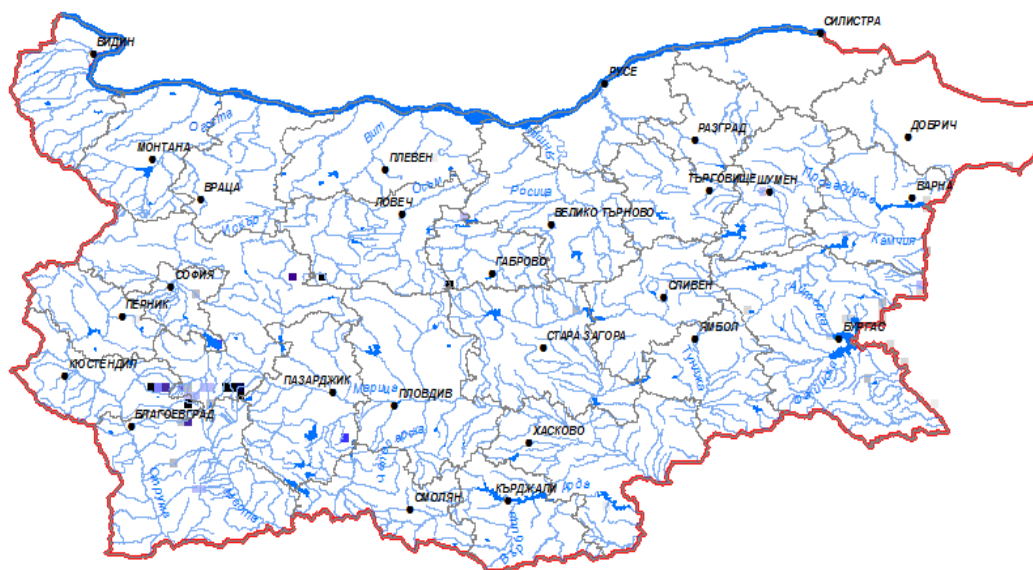 СИЛИСТРА
ВИДИН
РУСЕ
ДОБРИЧ
РАЗГРАД
Огоста
Вит
МОНТАНА
ПЛЕВЕН
ТЪРГОВИЩЕ
ШУМЕН
ВРАЦА
Осъм
Росица
ВАРНА
ЛОВЕЧ
ВЕЛИКО ТЪРНОВО
Искър
Камчия
СОФИЯ
ГАБРОВО
СЛИВЕН
ПЕРНИК
ЯМБОЛ
БУРГАС
СТАРА ЗАГОРА
Тунджа
КЮСТЕНДИЛ
ПАЗАРДЖИК
Марица
ПЛОВДИВ
БЛАГОЕВГРАД
ХАСКОВО
Струма
Места
СМОЛЯН
КЪРДЖАЛИ